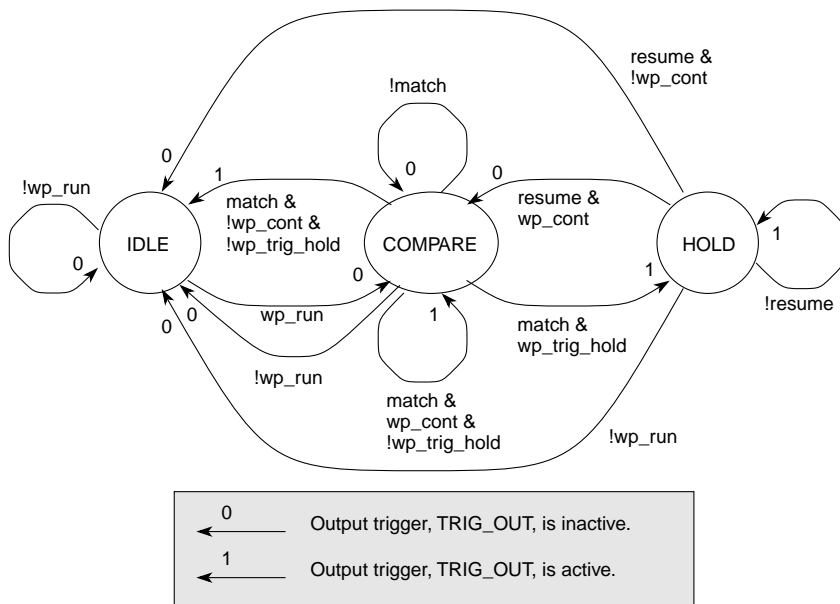 resume &
!wp_cont
!match
0
1
0
0
!wp_run
match &
!wp_cont &
!wp_trig_hold
resume &
wp_cont
IDLE
COMPARE
HOLD
1
0
0
1
!resume
0
0
wp_run
1
match &
wp_trig_hold
!wp_run
match &
wp_cont &
!wp_trig_hold
!wp_run
0
Output trigger, TRIG_OUT, is inactive.
1
Output trigger, TRIG_OUT, is active.